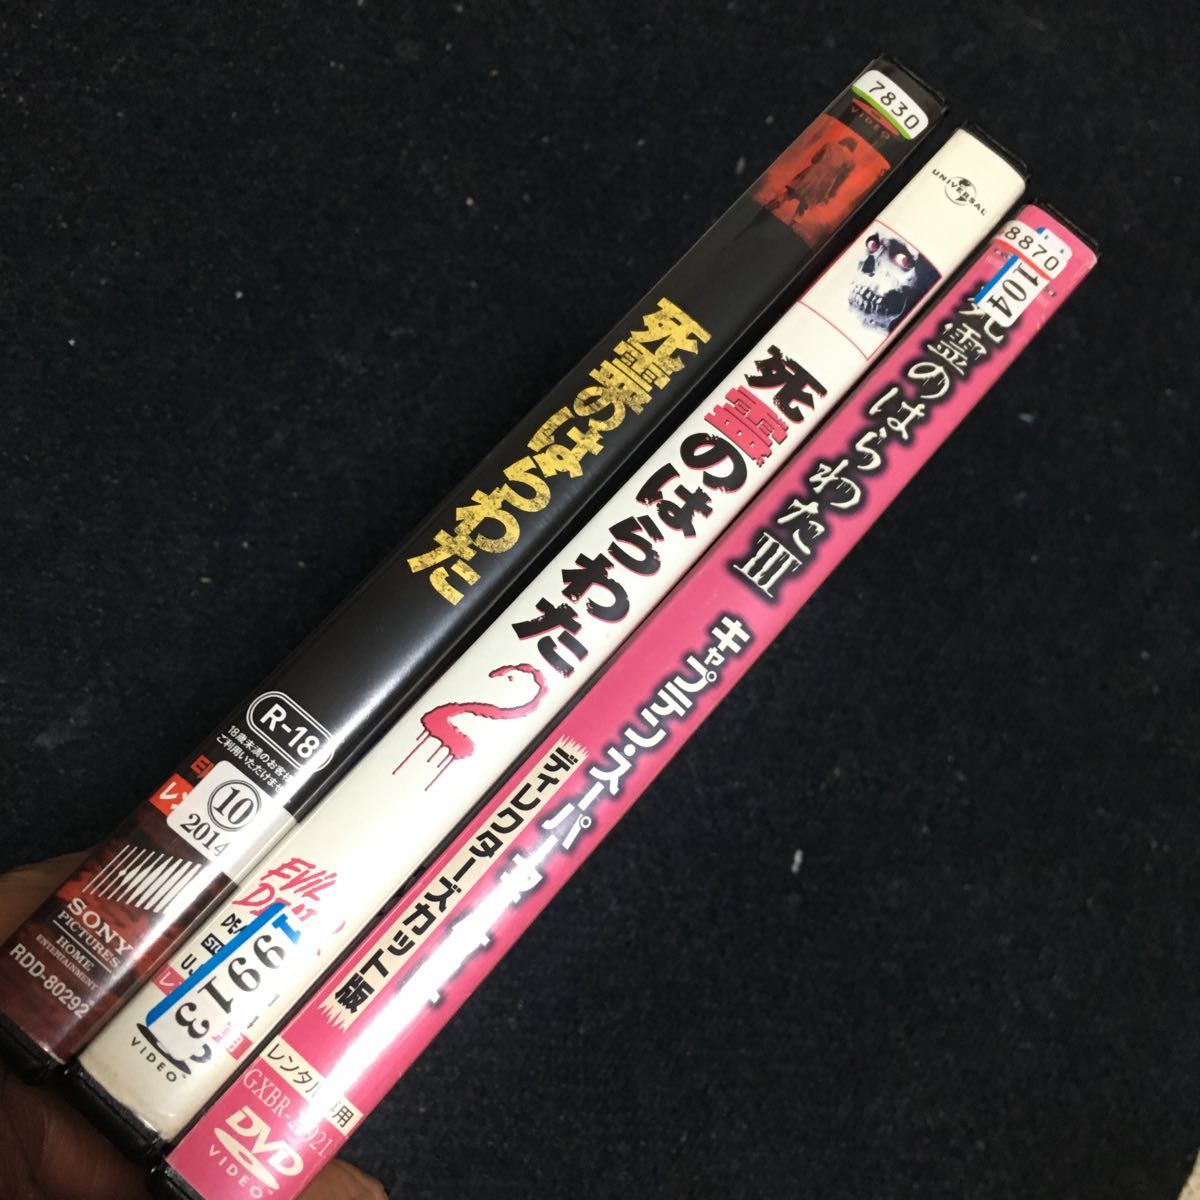 7830
VIDEO
死霊のはらわた
R-18
18歳未満のお客様
ご利用いただけませ
10
2014
SONY
PICTURES
HOME
ENTERTAINMENT
RDD-80292
UNIVERSAL
死霊のはらわた2
EVIL
16613
VIDEO
8870
104
死霊のはらわたIII
キャプテン・スーパーマーケット
ディレクターズカット版
レンタル専用
DVD
VIDEO